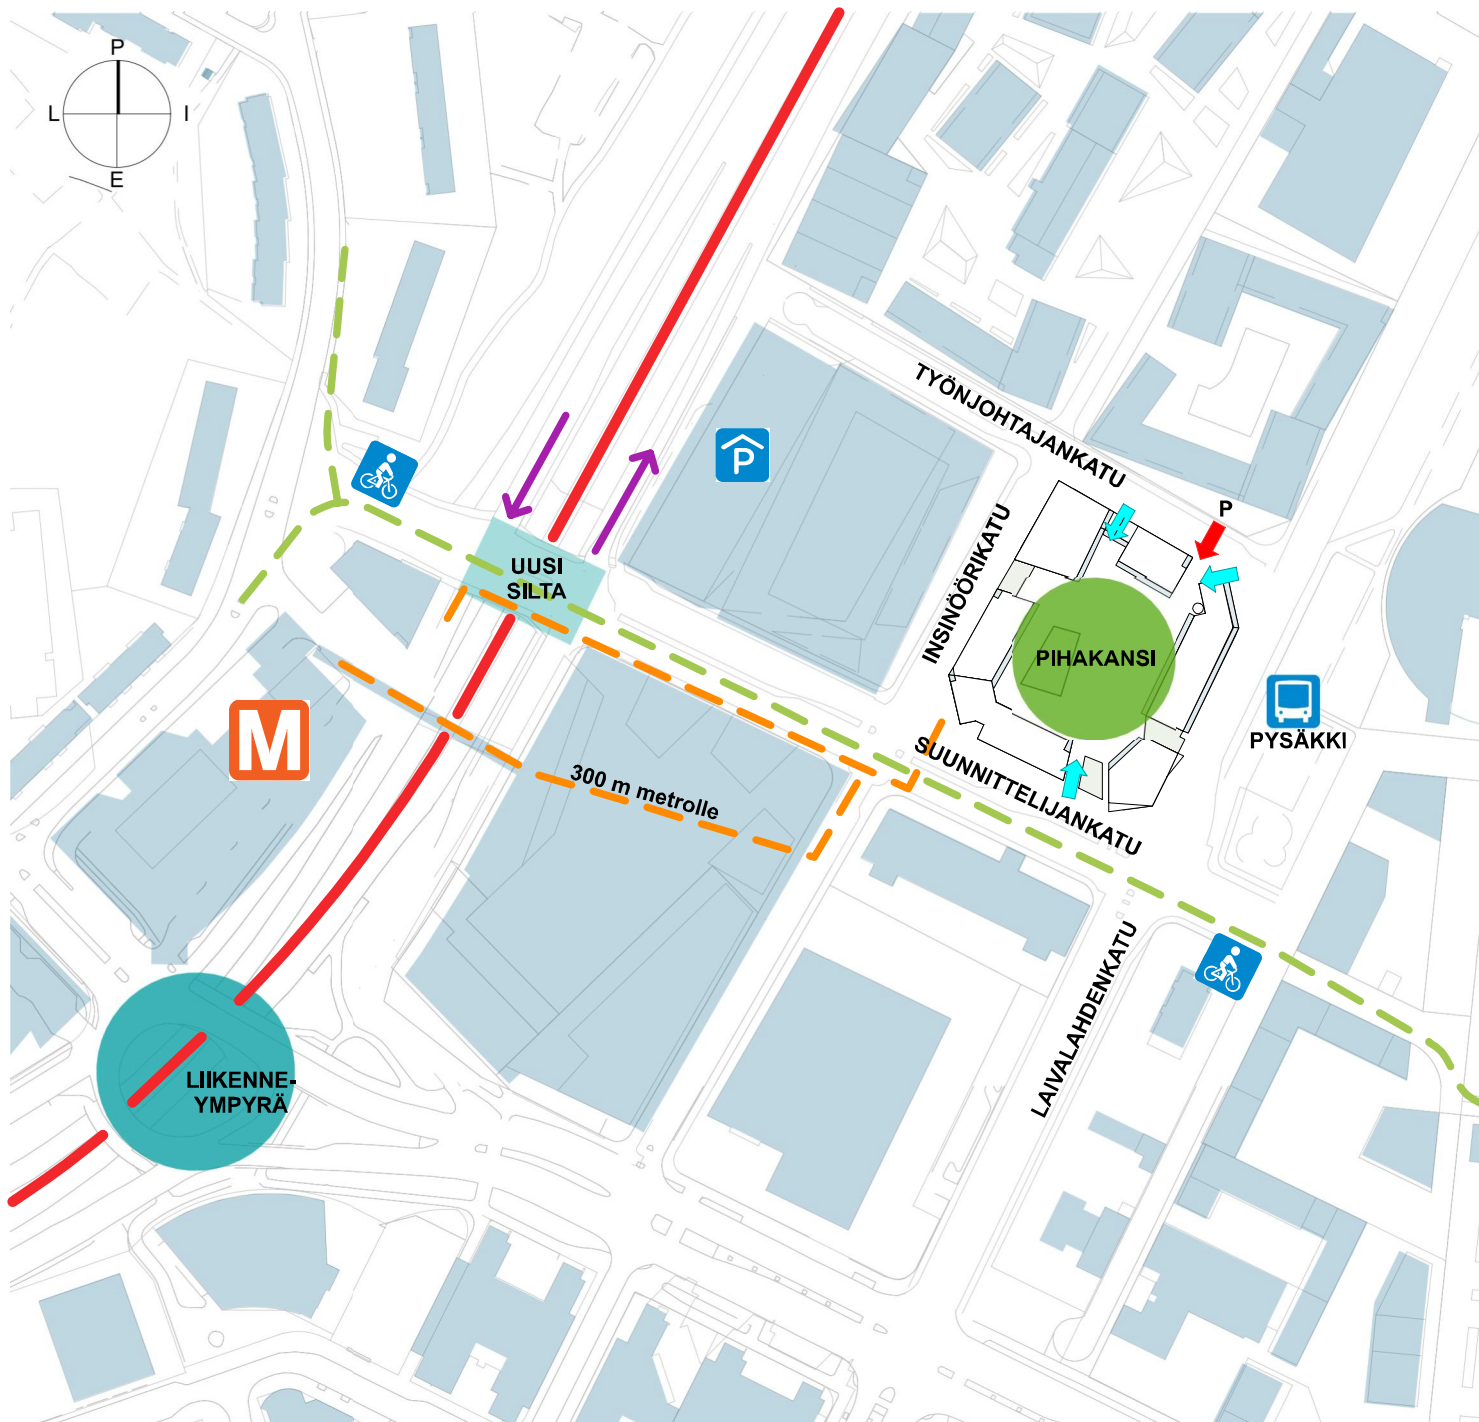 P
L
I
E
TYÖNJOHTAJANKATU
P
P
INSINÖÖRIKATU
UUSI
SILTA
PIHAKANSI
PYSÄKKI
M
SUUNNITTELIJANKATU
300 m metrolle
LAIVALAHDENKATU
LIIKENNE-
YMPYRÄ